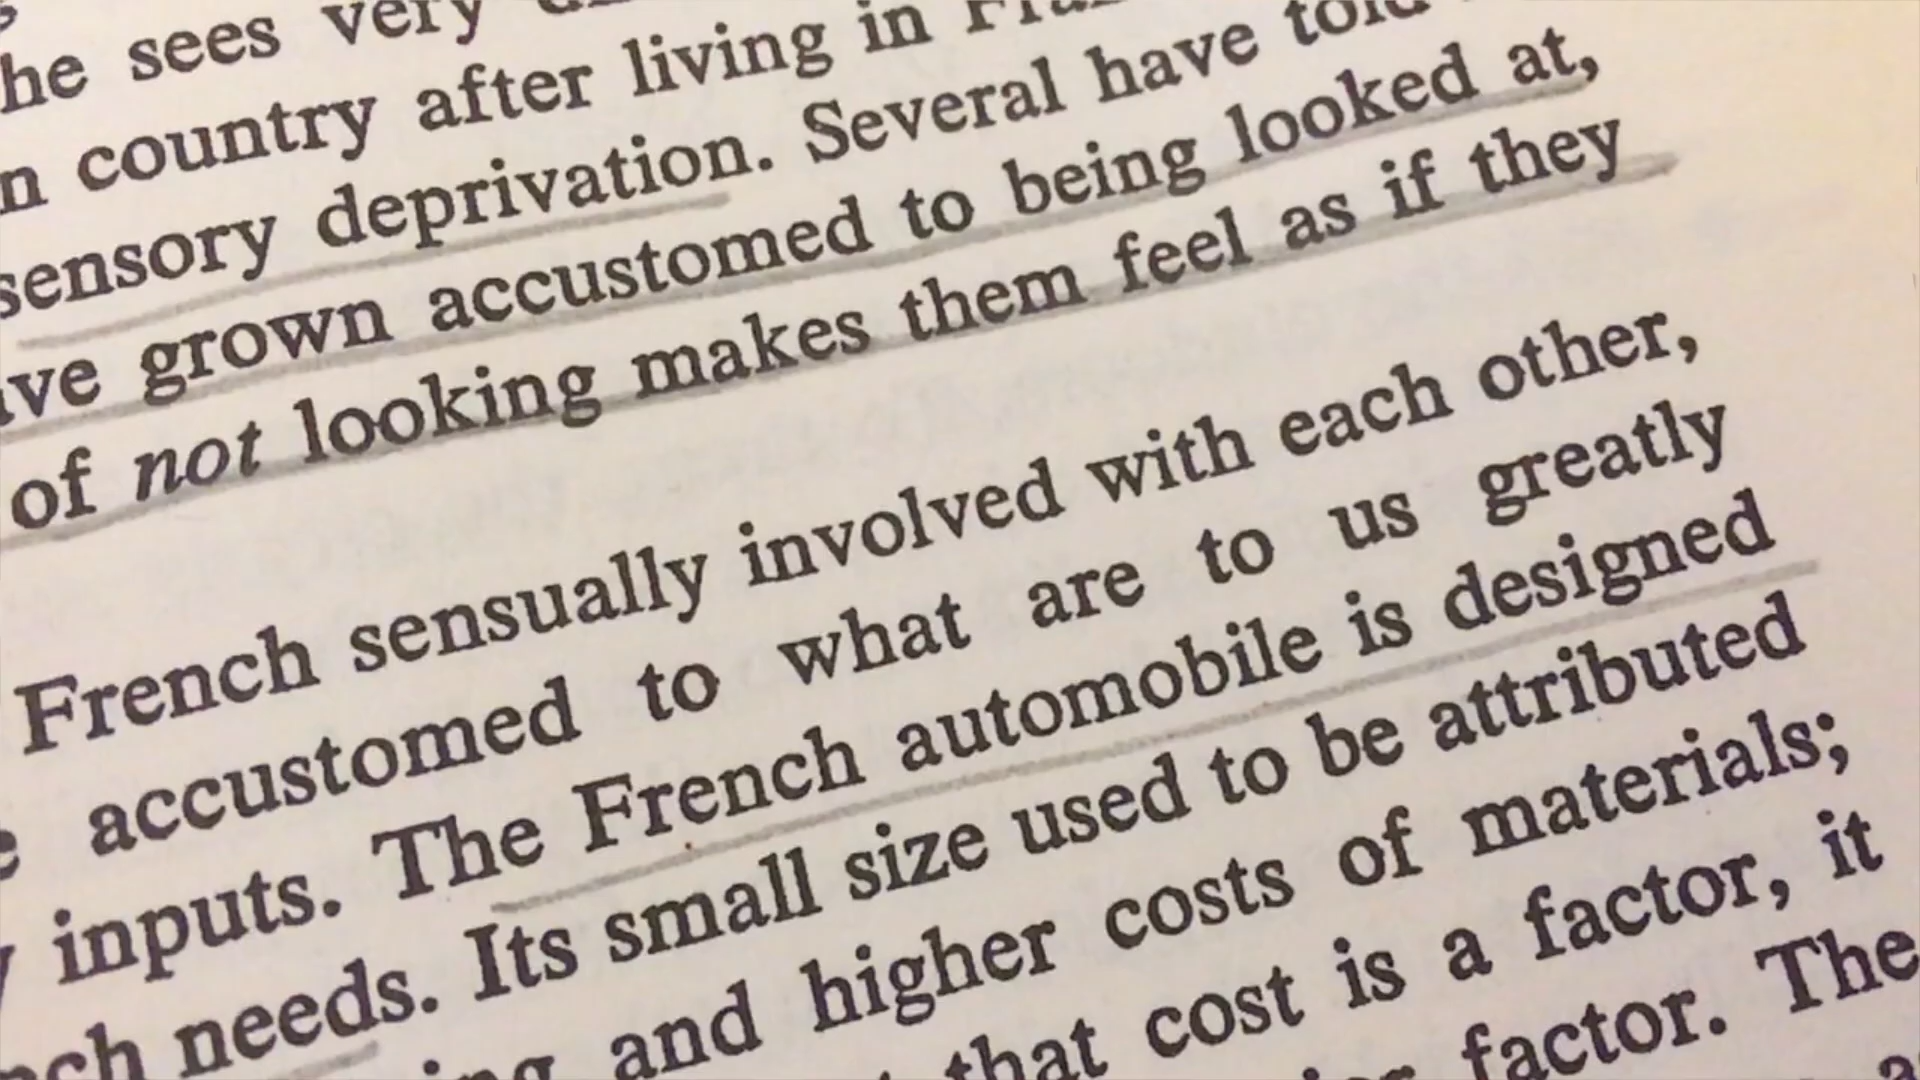 he sees very
country after living in
sensory deprivation. Several have told
grown accustomed to being looked at,
of not looking makes them feel as if they
French sensually involved with each other,
accustomed to what are to us greatly
inputs. The French automobile is designed
needs. Its small size used to be attributed
and higher costs of materials;
that cost is a factor, it
factor. The